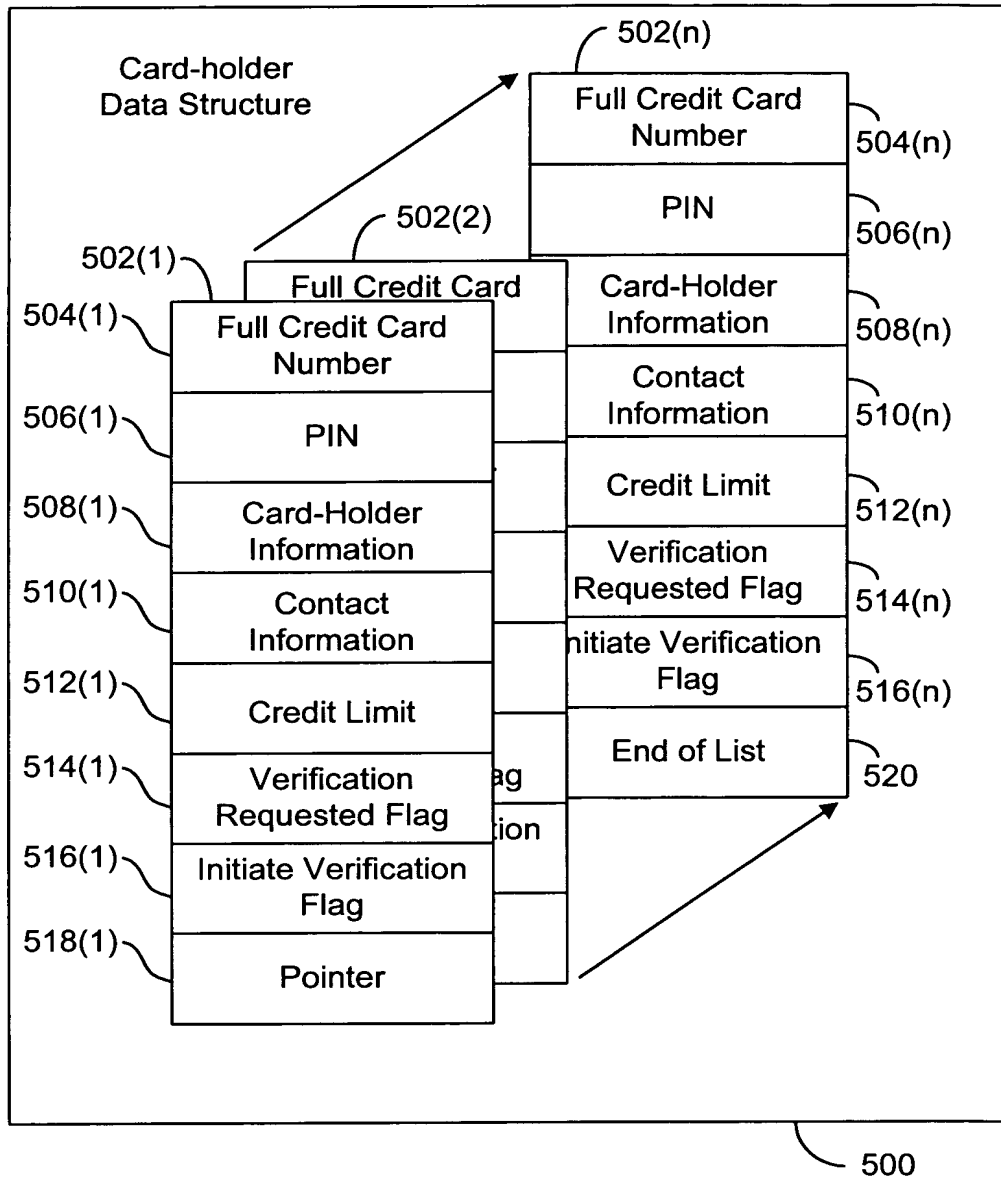 Card-holder
Data Structure
502(n)
Full Credit Card
Number
504(n)
PIN
506(n)
Card-Holder
Information
508(n)
Contact
Information
510(n)
Credit Limit
512(n)
Verification
Requested Flag
514(n)
nitiate Verification
Flag
516(n)
End of List
520
502(2)
Full Credit Card
ag
tion
502(1)
504(1)
Full Credit Card
Number
506(1)
PIN
508(1)
Card-Holder
Information
510(1)
Contact
Information
512(1)
Credit Limit
514(1)
Verification
Requested Flag
516(1)
Initiate Verification
Flag
518(1)
Pointer
500